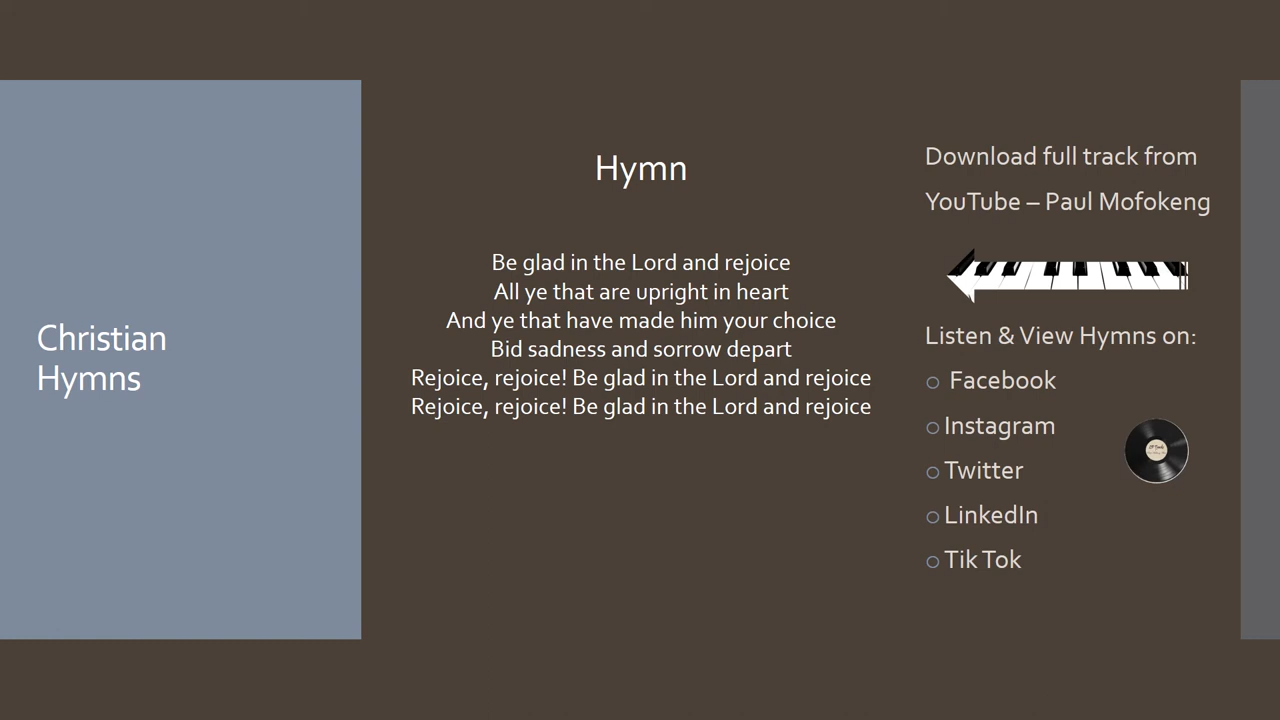 Christian
Hymns
Hymn
Be glad in the Lord and rejoice
All ye that are upright in heart
And ye that have made him your choice
Bid sadness and sorrow depart
Rejoice, rejoice! Be glad in the Lord and rejoice
Rejoice, rejoice! Be glad in the Lord and rejoice
Download full track from
YouTube – Paul Mofokeng
Listen & View Hymns on:
Facebook
Instagram
Twitter
LinkedIn
Tik Tok